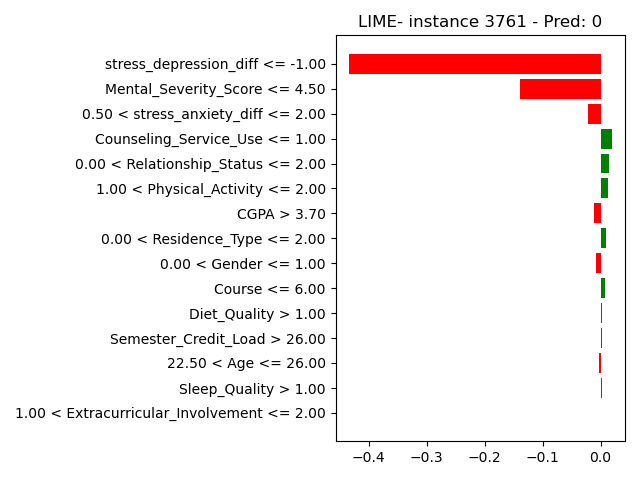 LIME- instance 3761 - Pred: 0
stress_depression_diff <= -1.00
Mental_Severity_Score <= 4.50
0.50 < stress_anxiety_diff <= 2.00
Counseling_Service_Use <= 1.00
0.00 < Relationship_Status <= 2.00
1.00 < Physical_Activity <= 2.00
CGPA > 3.70
0.00 < Residence_Type <= 2.00
0.00 < Gender <= 1.00
Course <= 6.00
Diet_Quality > 1.00
Semester_Credit_Load > 26.00
22.50 < Age <= 26.00
Sleep_Quality > 1.00
1.00 < Extracurricular_Involvement <= 2.00
−0.4 −0.3 −0.2 −0.1 0.0